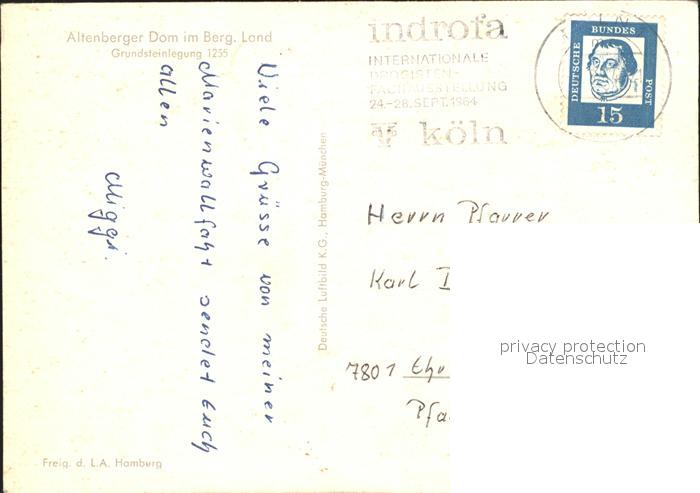 Altenberger Dom im Berg. Land
Grundsteinlegung 1255
Viele Grüsse von meiner
Marienwallfahrt sendet Euch
allen
Miggi.
Deutsche Luftbild K.G., Hamburg-München
Freig. d. L.A. Hamburg
indrofa
INTERNATIONALE
DROGISTEN-
FACHAUSSTELLUNG
24.-28. SEPT. 1964
köln
DEUTSCHE
BUNDES
POST
15
Herrn Pfarrer
Karl
7801
privacy protection
Datenschutz